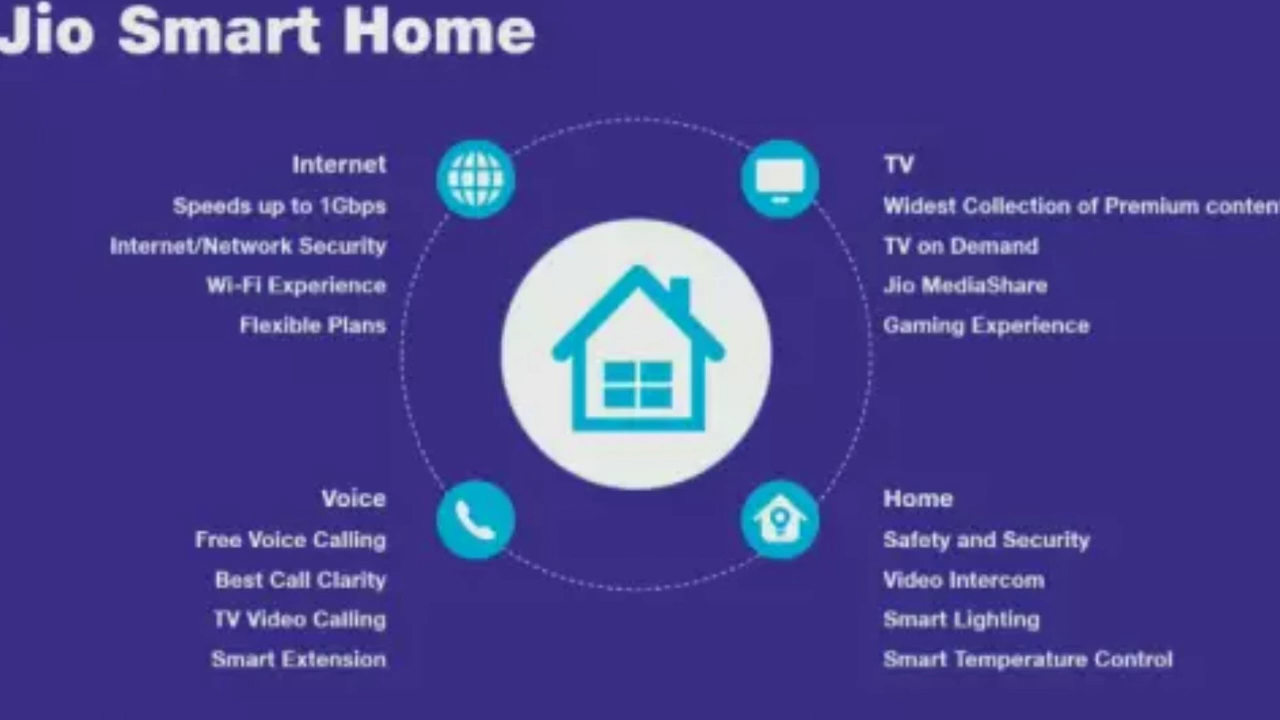 Jio Smart Home
Internet
Speeds up to 1Gbps
Internet/Network Security
Wi-Fi Experience
Flexible Plans
TV
Widest Collection of Premium conten
TV on Demand
Jio MediaShare
Gaming Experience
Voice
Free Voice Calling
Best Call Clarity
TV Video Calling
Smart Extension
Home
Safety and Security
Video Intercom
Smart Lighting
Smart Temperature Control